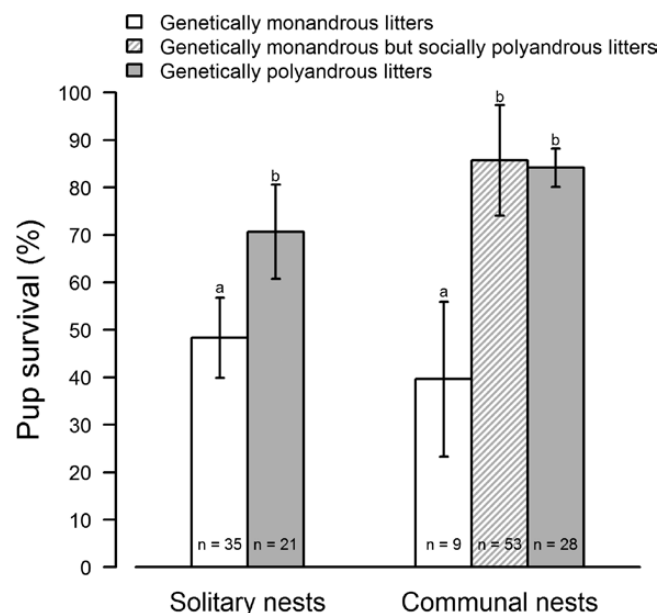 Genetically monandrous litters
Genetically monandrous but socially polyandrous litters
Genetically polyandrous litters
100
90
80
70
60
50
40
30
20
10
0
Pup survival (%)
a
b
a
b
b
n = 35
n = 21
n = 9
n = 53
n = 28
Solitary nests
Communal nests